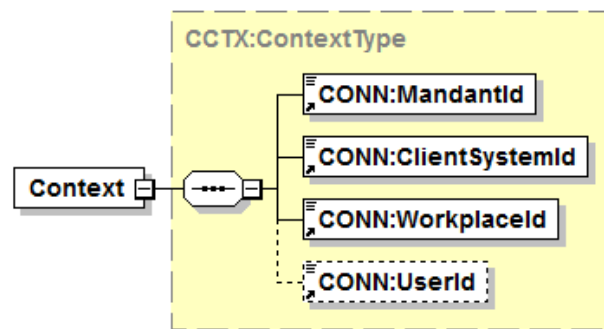 CCTX:ContextType
CONN:MandantId
CONN:ClientSystemId
Context
CONN:WorkplaceId
CONN:UserId